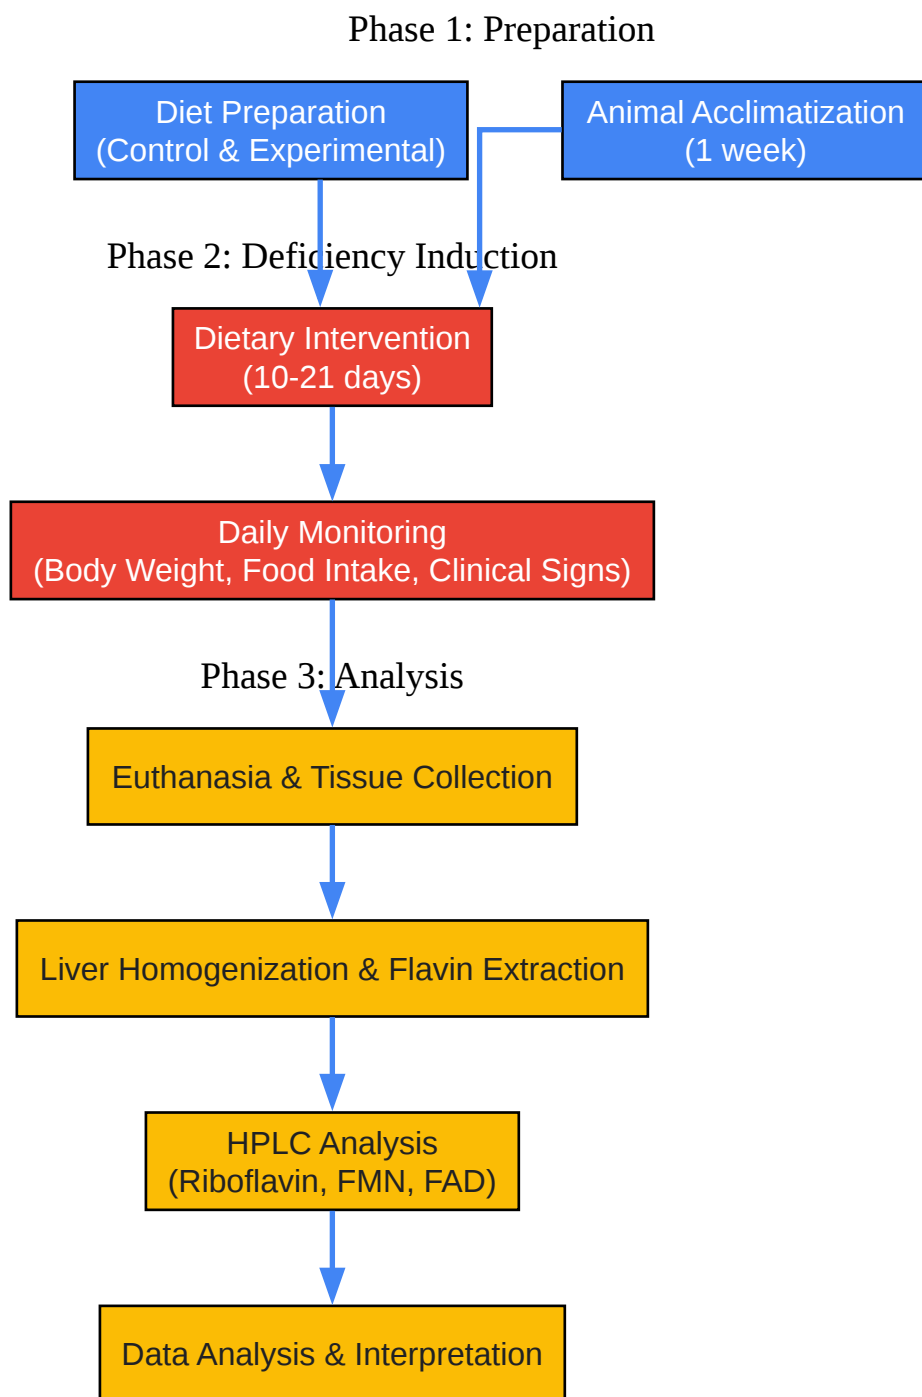 Phase 1: Preparation
Diet Preparation
(Control & Experimental)
Animal Acclimatization
(1 week)
Phase 2: Deficiency Induction
Dietary Intervention
(10-21 days)
Daily Monitoring
(Body Weight, Food Intake, Clinical Signs)
Phase 3: Analysis
Euthanasia & Tissue Collection
Liver Homogenization & Flavin Extraction
HPLC Analysis
(Riboflavin, FMN, FAD)
Data Analysis & Interpretation